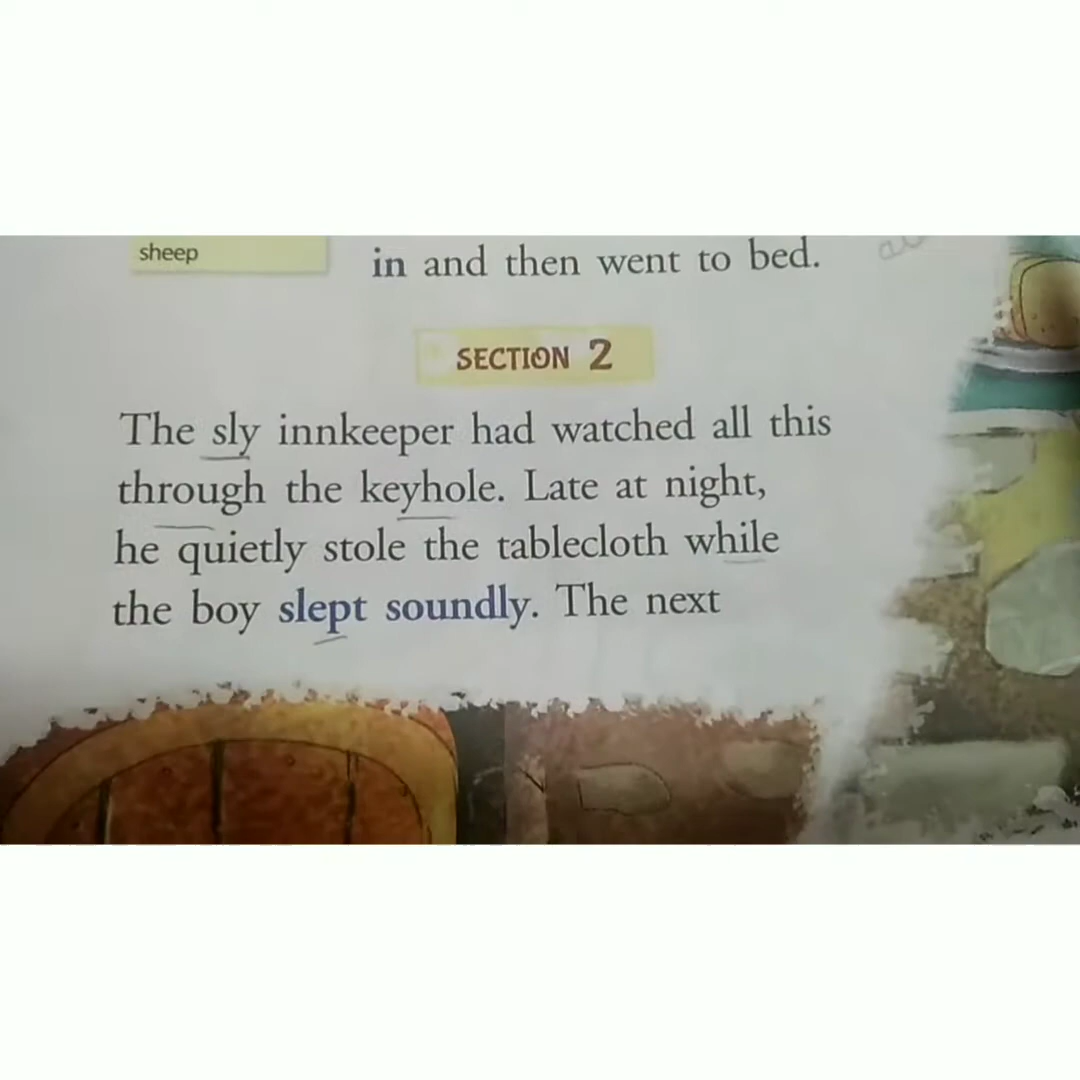 sheep
in and then went to bed.
SECTION 2
The sly innkeeper had watched all this
through the keyhole. Late at night,
he quietly stole the tablecloth while
the boy slept soundly. The next